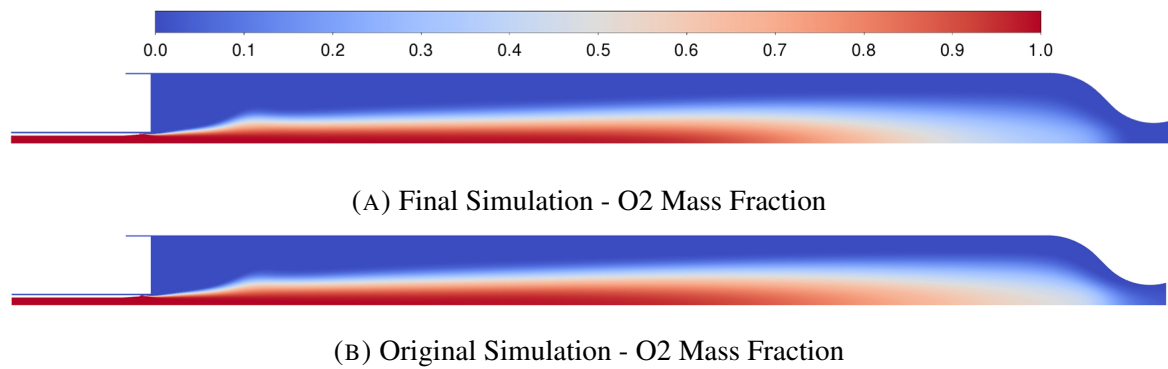 0.0 0.1 0.2 0.3 0.4 0.5 0.6 0.7 0.8 0.9 1.0
(A) Final Simulation - O2 Mass Fraction
(B) Original Simulation - O2 Mass Fraction